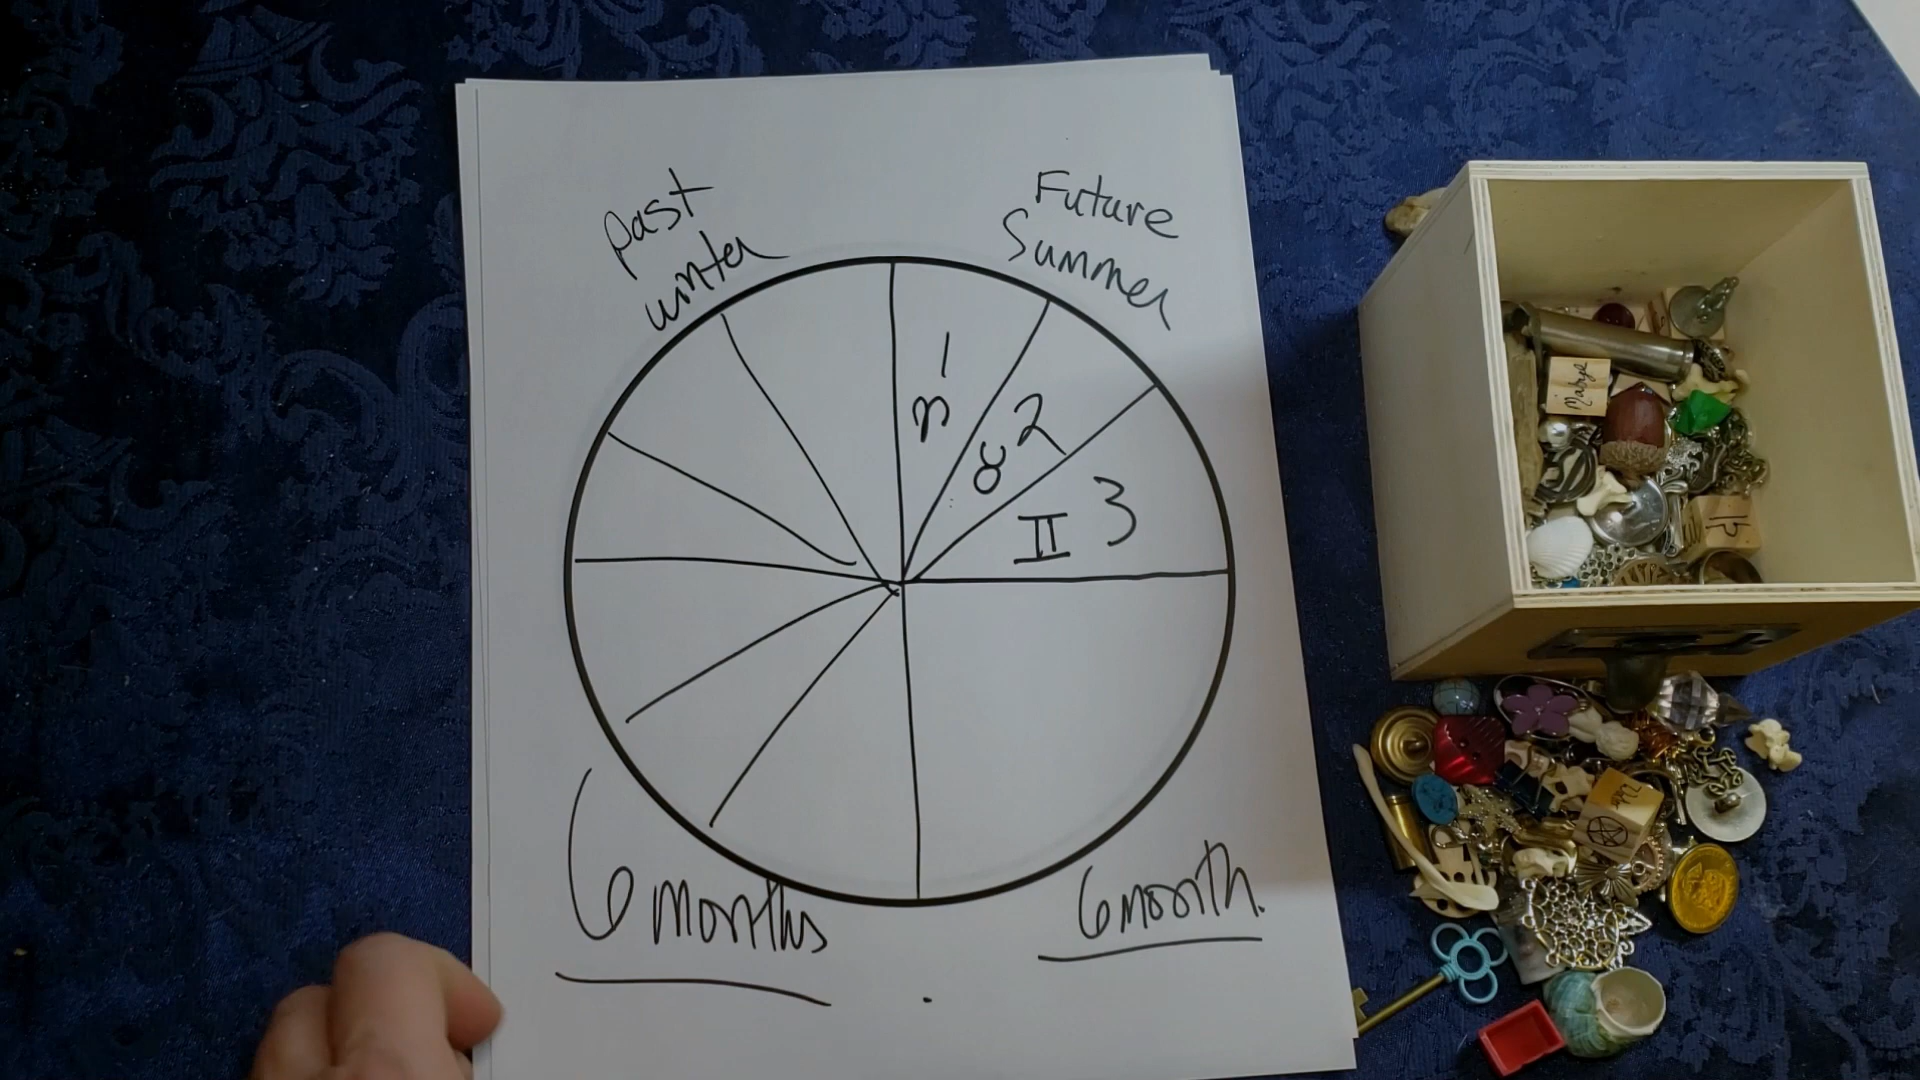 past
winter
Future
Summer
1
♈
2
♉
3
♊
6 months
6 month.